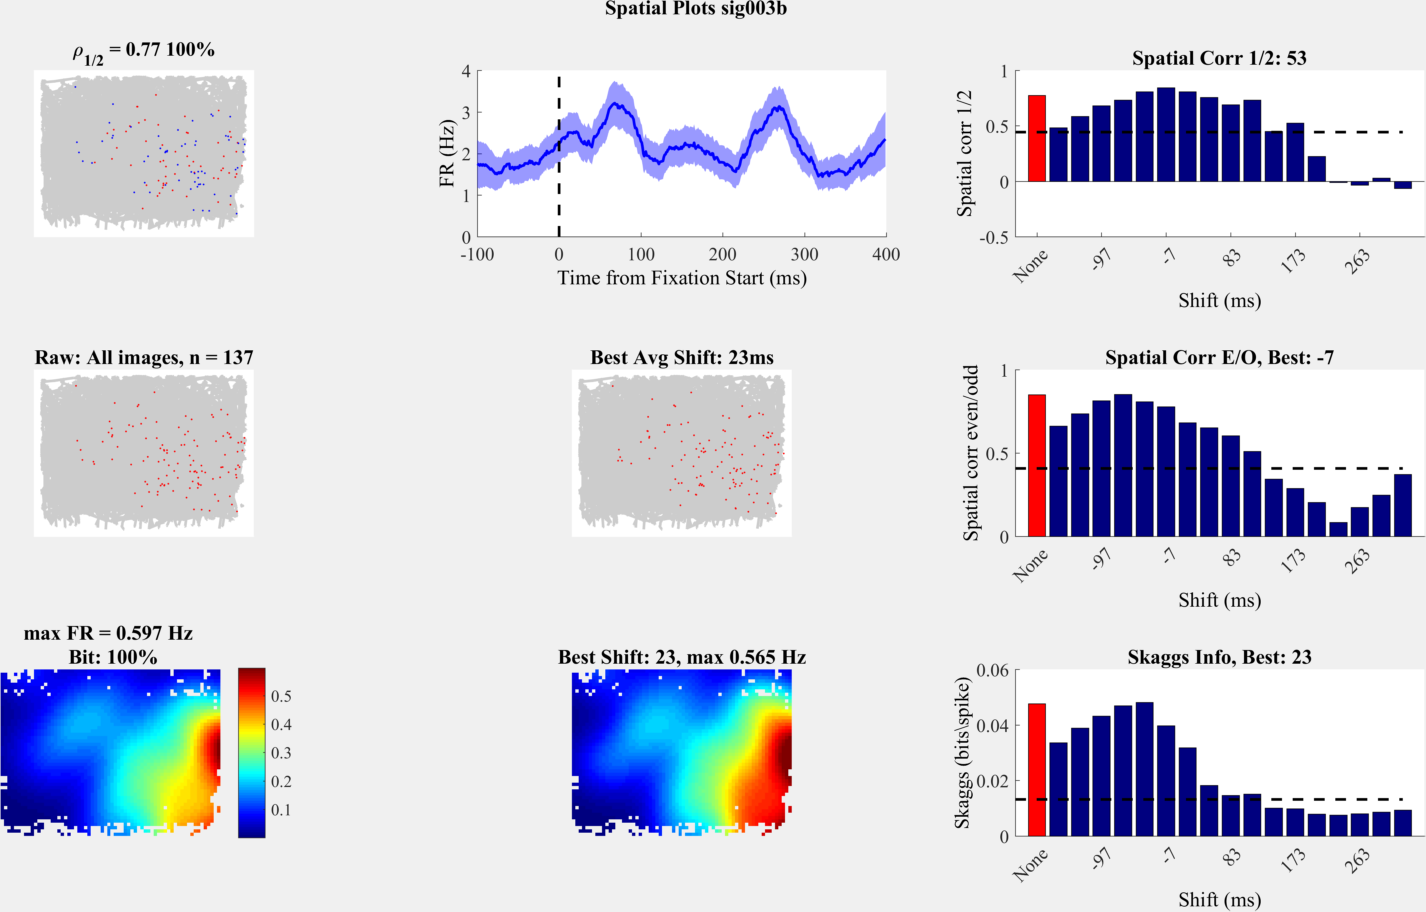 Spatial Plots sig003b
ρ1/2 = 0.77 100%
4
3
2
1
0
FR (Hz)
-100
0
100
200
300
400
Time from Fixation Start (ms)
Spatial Corr 1/2: 53
1
0.5
0
-0.5
Spatial corr 1/2
None
-97
-7
83
173
263
Shift (ms)
Raw: All images, n = 137
Best Avg Shift: 23ms
Spatial Corr E/O, Best: -7
1
0.5
0
Spatial corr even/odd
None
-97
-7
83
173
263
Shift (ms)
max FR = 0.597 Hz
Bit: 100%
0.5
0.4
0.3
0.2
0.1
Best Shift: 23, max 0.565 Hz
Skaggs Info, Best: 23
0.06
0.04
0.02
0
Skaggs (bits\spike)
None
-97
-7
83
173
263
Shift (ms)